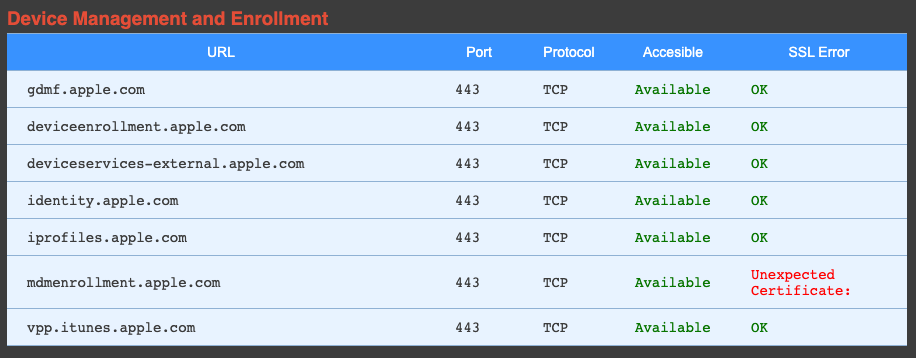 Device Management and Enrollment
URL Port Protocol Accesible SSL Error
gdmf.apple.com 443 TCP Available OK
deviceenrollment.apple.com 443 TCP Available OK
deviceservices-external.apple.com 443 TCP Available OK
identity.apple.com 443 TCP Available OK
iprofiles.apple.com 443 TCP Available OK
mdmenrollment.apple.com 443 TCP Available Unexpected
Certificate:
vpp.itunes.apple.com 443 TCP Available OK